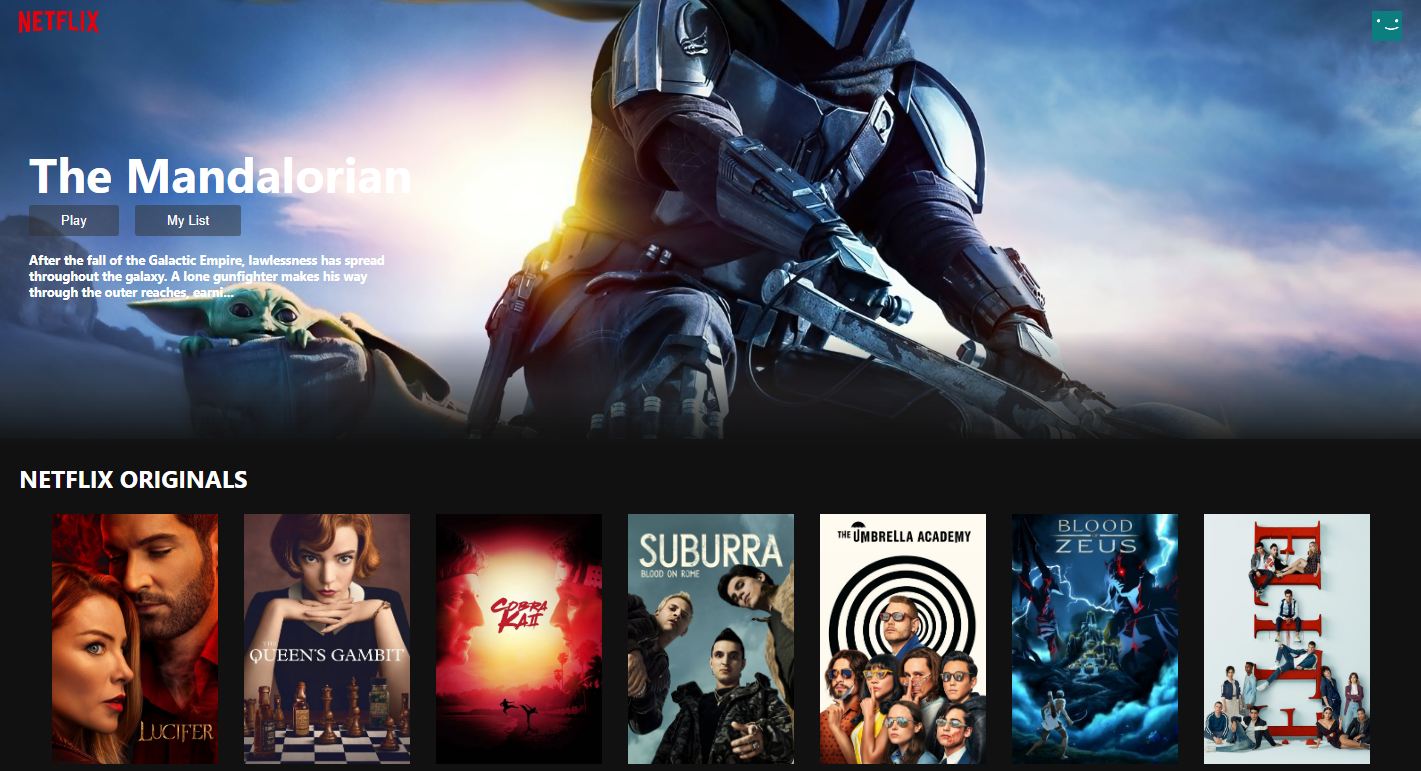 NETFLIX
The Mandalorian
Play
My List
After the fall of the Galactic Empire, lawlessness has spread
throughout the galaxy. A lone gunfighter makes his way
through the outer reaches, earni...
NETFLIX ORIGINALS
LUCIFER
THE
QUEEN'S GAMBIT
COBRA
KAI
SUBURRA
BLOOD ON ROME
THE UMBRELLA ACADEMY
BLOOD
OF
ZEUS
ELITE